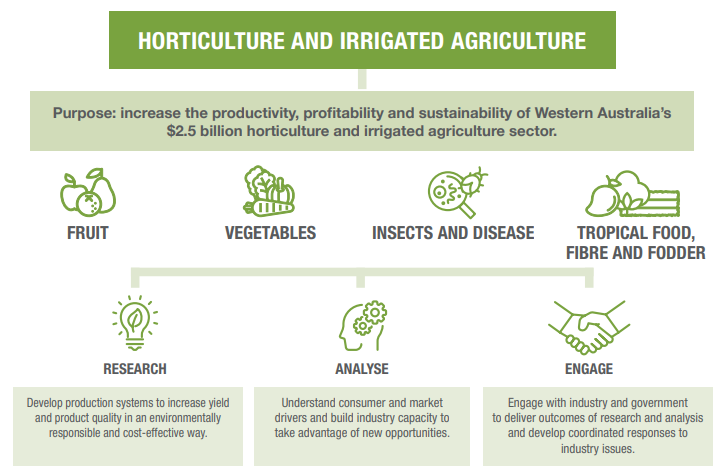 HORTICULTURE AND IRRIGATED AGRICULTURE
Purpose: increase the productivity, profitability and sustainability of Western Australia's
$2.5 billion horticulture and irrigated agriculture sector.
FRUIT
VEGETABLES
INSECTS AND DISEASE
TROPICAL FOOD,
FIBRE AND FODDER
RESEARCH
Develop production systems to increase yield
and product quality in an environmentally
responsible and cost-effective way.
ANALYSE
Understand consumer and market
drivers and build industry capacity to
take advantage of new opportunities.
ENGAGE
Engage with industry and government
to deliver outcomes of research and analysis
and develop coordinated responses to
industry issues.